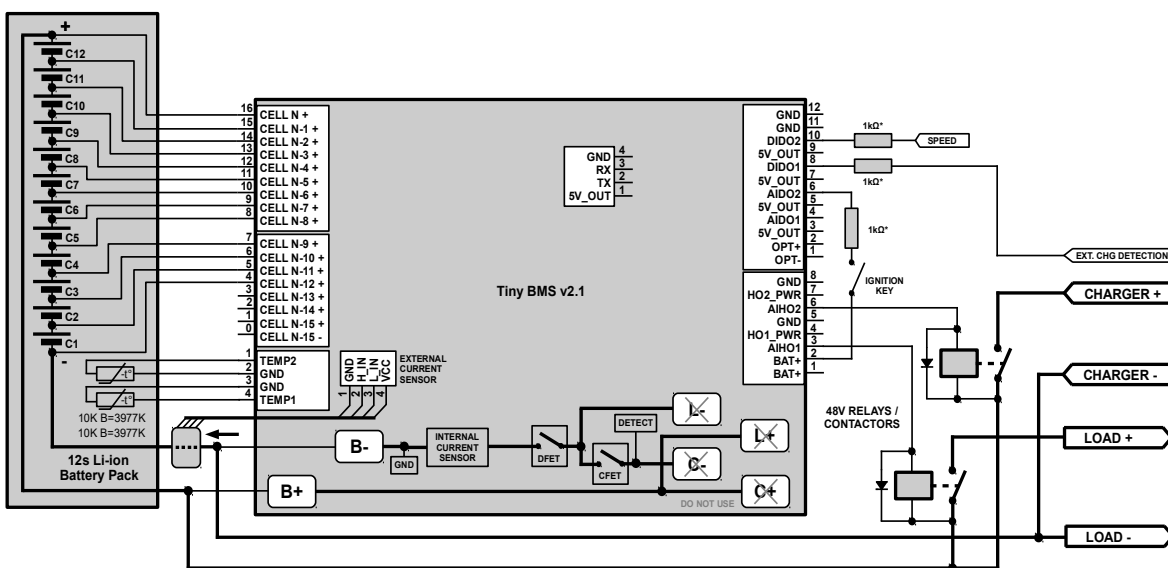 +
C12
C11
C10
C9
C8
C7
C6
C5
C4
C3
C2
C1
-
-t°
-t°
10K B=3977K
10K B=3977K
12s Li-ion
Battery Pack
16 CELL N +
15 CELL N-1 +
14 CELL N-2 +
13 CELL N-3 +
12 CELL N-4 +
11 CELL N-5 +
10 CELL N-6 +
9 CELL N-7 +
8 CELL N-8 +
7 CELL N-9 +
6 CELL N-10 +
5 CELL N-11 +
4 CELL N-12 +
3 CELL N-13 +
2 CELL N-14 +
1 CELL N-15 +
0 CELL N-15 -
1 TEMP2
2 GND
3 GND
4 TEMP1
GND
H_IN
L_IN
VCC
1
2
3
4
EXTERNAL
CURRENT
SENSOR
GND 4
RX 3
TX 2
5V_OUT 1
Tiny BMS v2.1
B-
GND
INTERNAL
CURRENT
SENSOR
DFET
CFET
DETECT
L-
L+
C-
C+
B+
DO NOT USE
GND 12
GND 11
DIDO2 10
5V_OUT 9
DIDO1 8
5V_OUT 7
AIDO2 6
5V_OUT 5
AIDO1 4
5V_OUT 3
OPT+ 2
OPT- 1
GND 8
HO2_PWR 7
AIHO2 6
GND 5
HO1_PWR 4
AIHO1 3
BAT+ 2
BAT+ 1
1kΩ*
SPEED
1kΩ*
1kΩ*
IGNITION
KEY
EXT. CHG DETECTION
CHARGER +
CHARGER -
48V RELAYS /
CONTACTORS
LOAD +
LOAD -